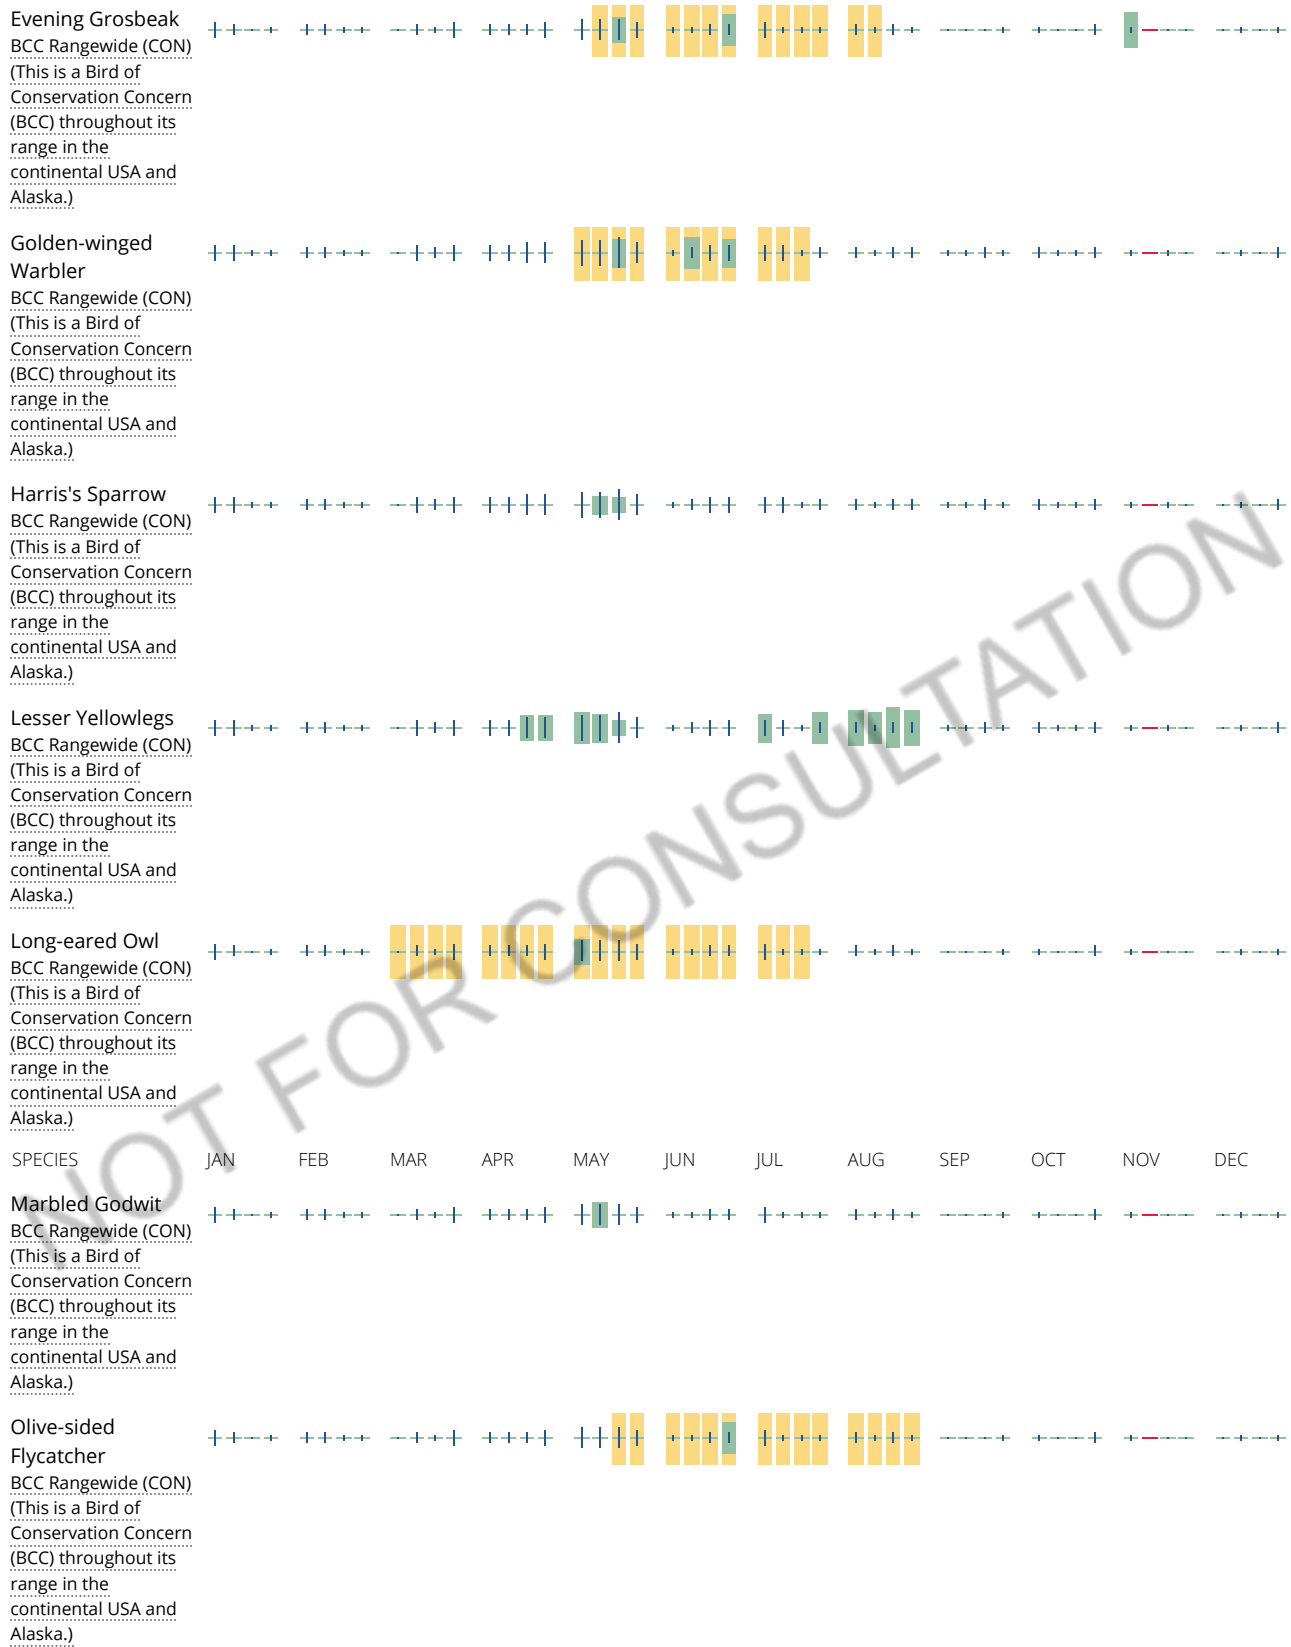 Evening Grosbeak
BCC Rangewide (CON)
(This is a Bird of
Conservation Concern
(BCC) throughout its
range in the
continental USA and
Alaska.)
Golden-winged
Warbler
BCC Rangewide (CON)
(This is a Bird of
Conservation Concern
(BCC) throughout its
range in the
continental USA and
Alaska.)
Harris's Sparrow
BCC Rangewide (CON)
(This is a Bird of
Conservation Concern
(BCC) throughout its
range in the
continental USA and
Alaska.)
Lesser Yellowlegs
BCC Rangewide (CON)
(This is a Bird of
Conservation Concern
(BCC) throughout its
range in the
continental USA and
Alaska.)
Long-eared Owl
BCC Rangewide (CON)
(This is a Bird of
Conservation Concern
(BCC) throughout its
range in the
continental USA and
Alaska.)
SPECIES JAN FEB MAR APR MAY JUN JUL AUG SEP OCT NOV DEC
Marbled Godwit
BCC Rangewide (CON)
(This is a Bird of
Conservation Concern
(BCC) throughout its
range in the
continental USA and
Alaska.)
Olive-sided
Flycatcher
BCC Rangewide (CON)
(This is a Bird of
Conservation Concern
(BCC) throughout its
range in the
continental USA and
Alaska.)
NOT FOR CONSULTATION